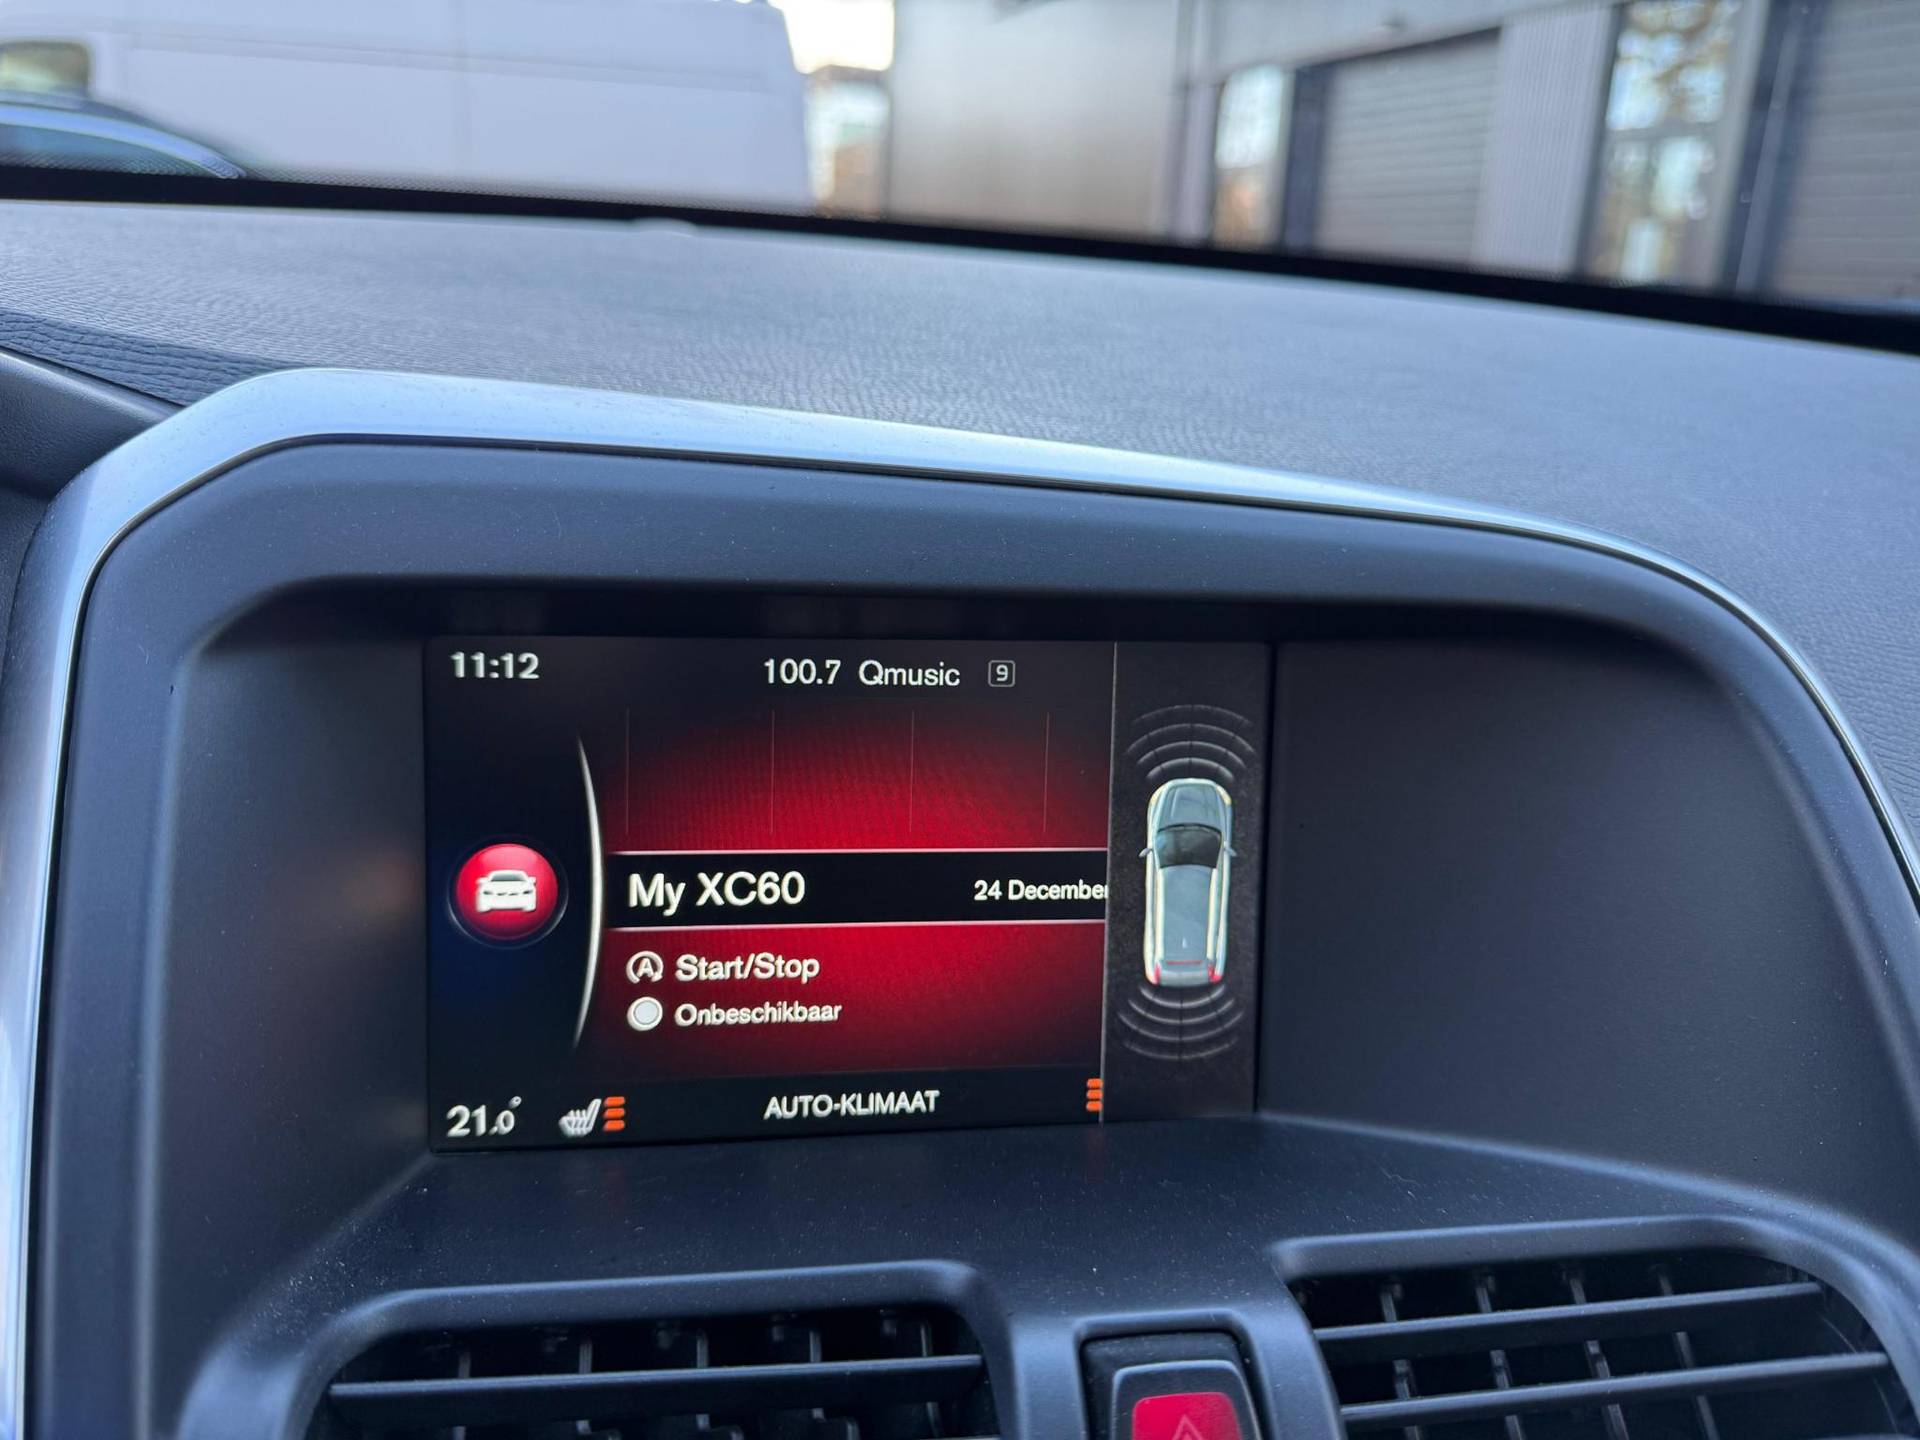 11:12
100.7 Qmusic 9
My XC60
24 December
A Start/Stop
Onbeschikbaar
21.0°
AUTO-KLIMAAT